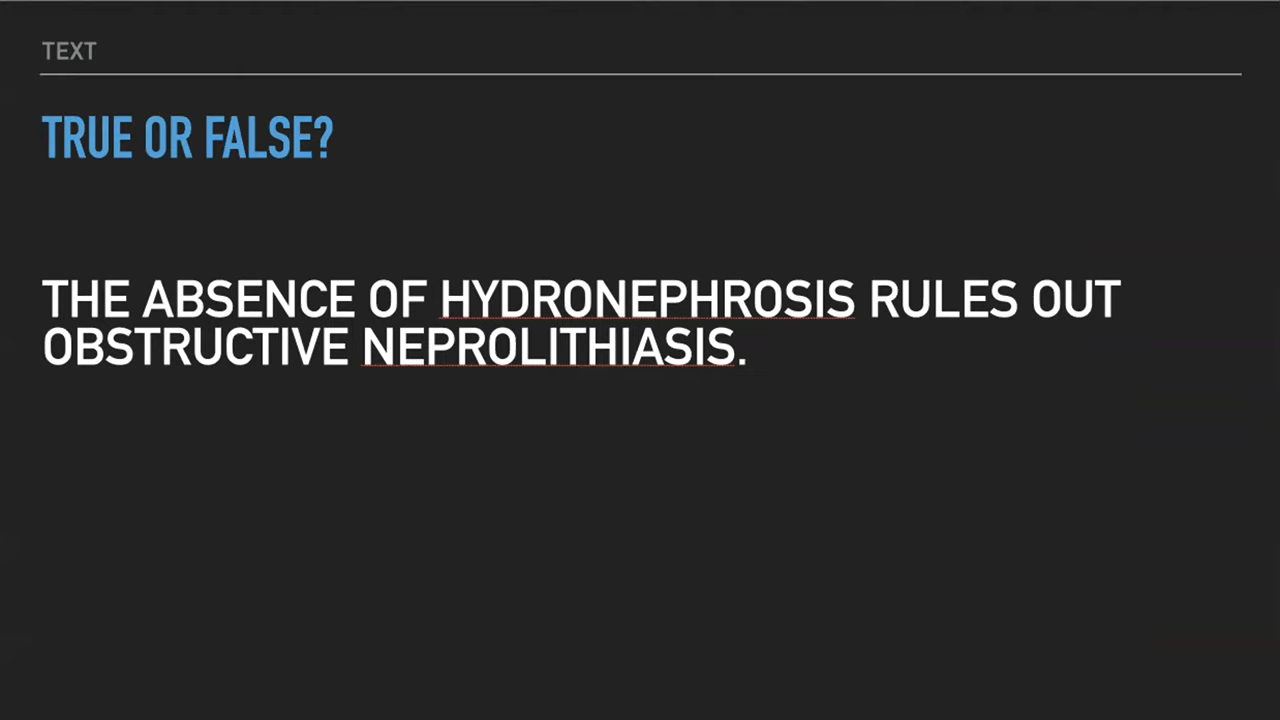 TEXT
TRUE OR FALSE?
THE ABSENCE OF HYDRONEPHROSIS RULES OUT
OBSTRUCTIVE NEPROLITHIASIS.